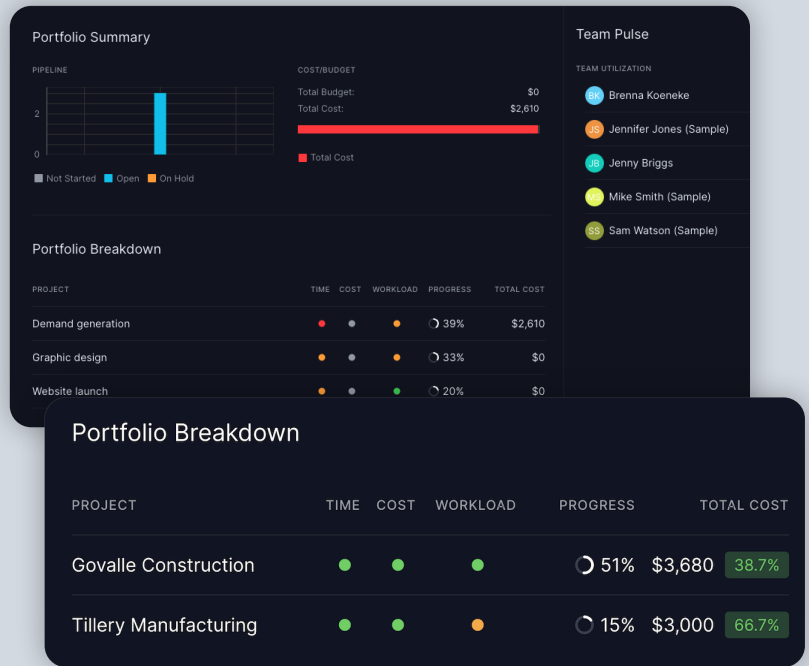 Portfolio Summary
PIPELINE
2
0
Not Started Open On Hold
COST/BUDGET
Total Budget: $0
Total Cost: $2,610
Total Cost
Team Pulse
TEAM UTILIZATION
BK Brenna Koeneke
JS Jennifer Jones (Sample)
JB Jenny Briggs
MS Mike Smith (Sample)
SS Sam Watson (Sample)
Portfolio Breakdown
PROJECT TIME COST WORKLOAD PROGRESS TOTAL COST
Demand generation 39% $2,610
Graphic design 33% $0
Website launch 20% $0
Portfolio Breakdown
PROJECT TIME COST WORKLOAD PROGRESS TOTAL COST
Govalle Construction 51% $3,680 38.7%
Tillery Manufacturing 15% $3,000 66.7%